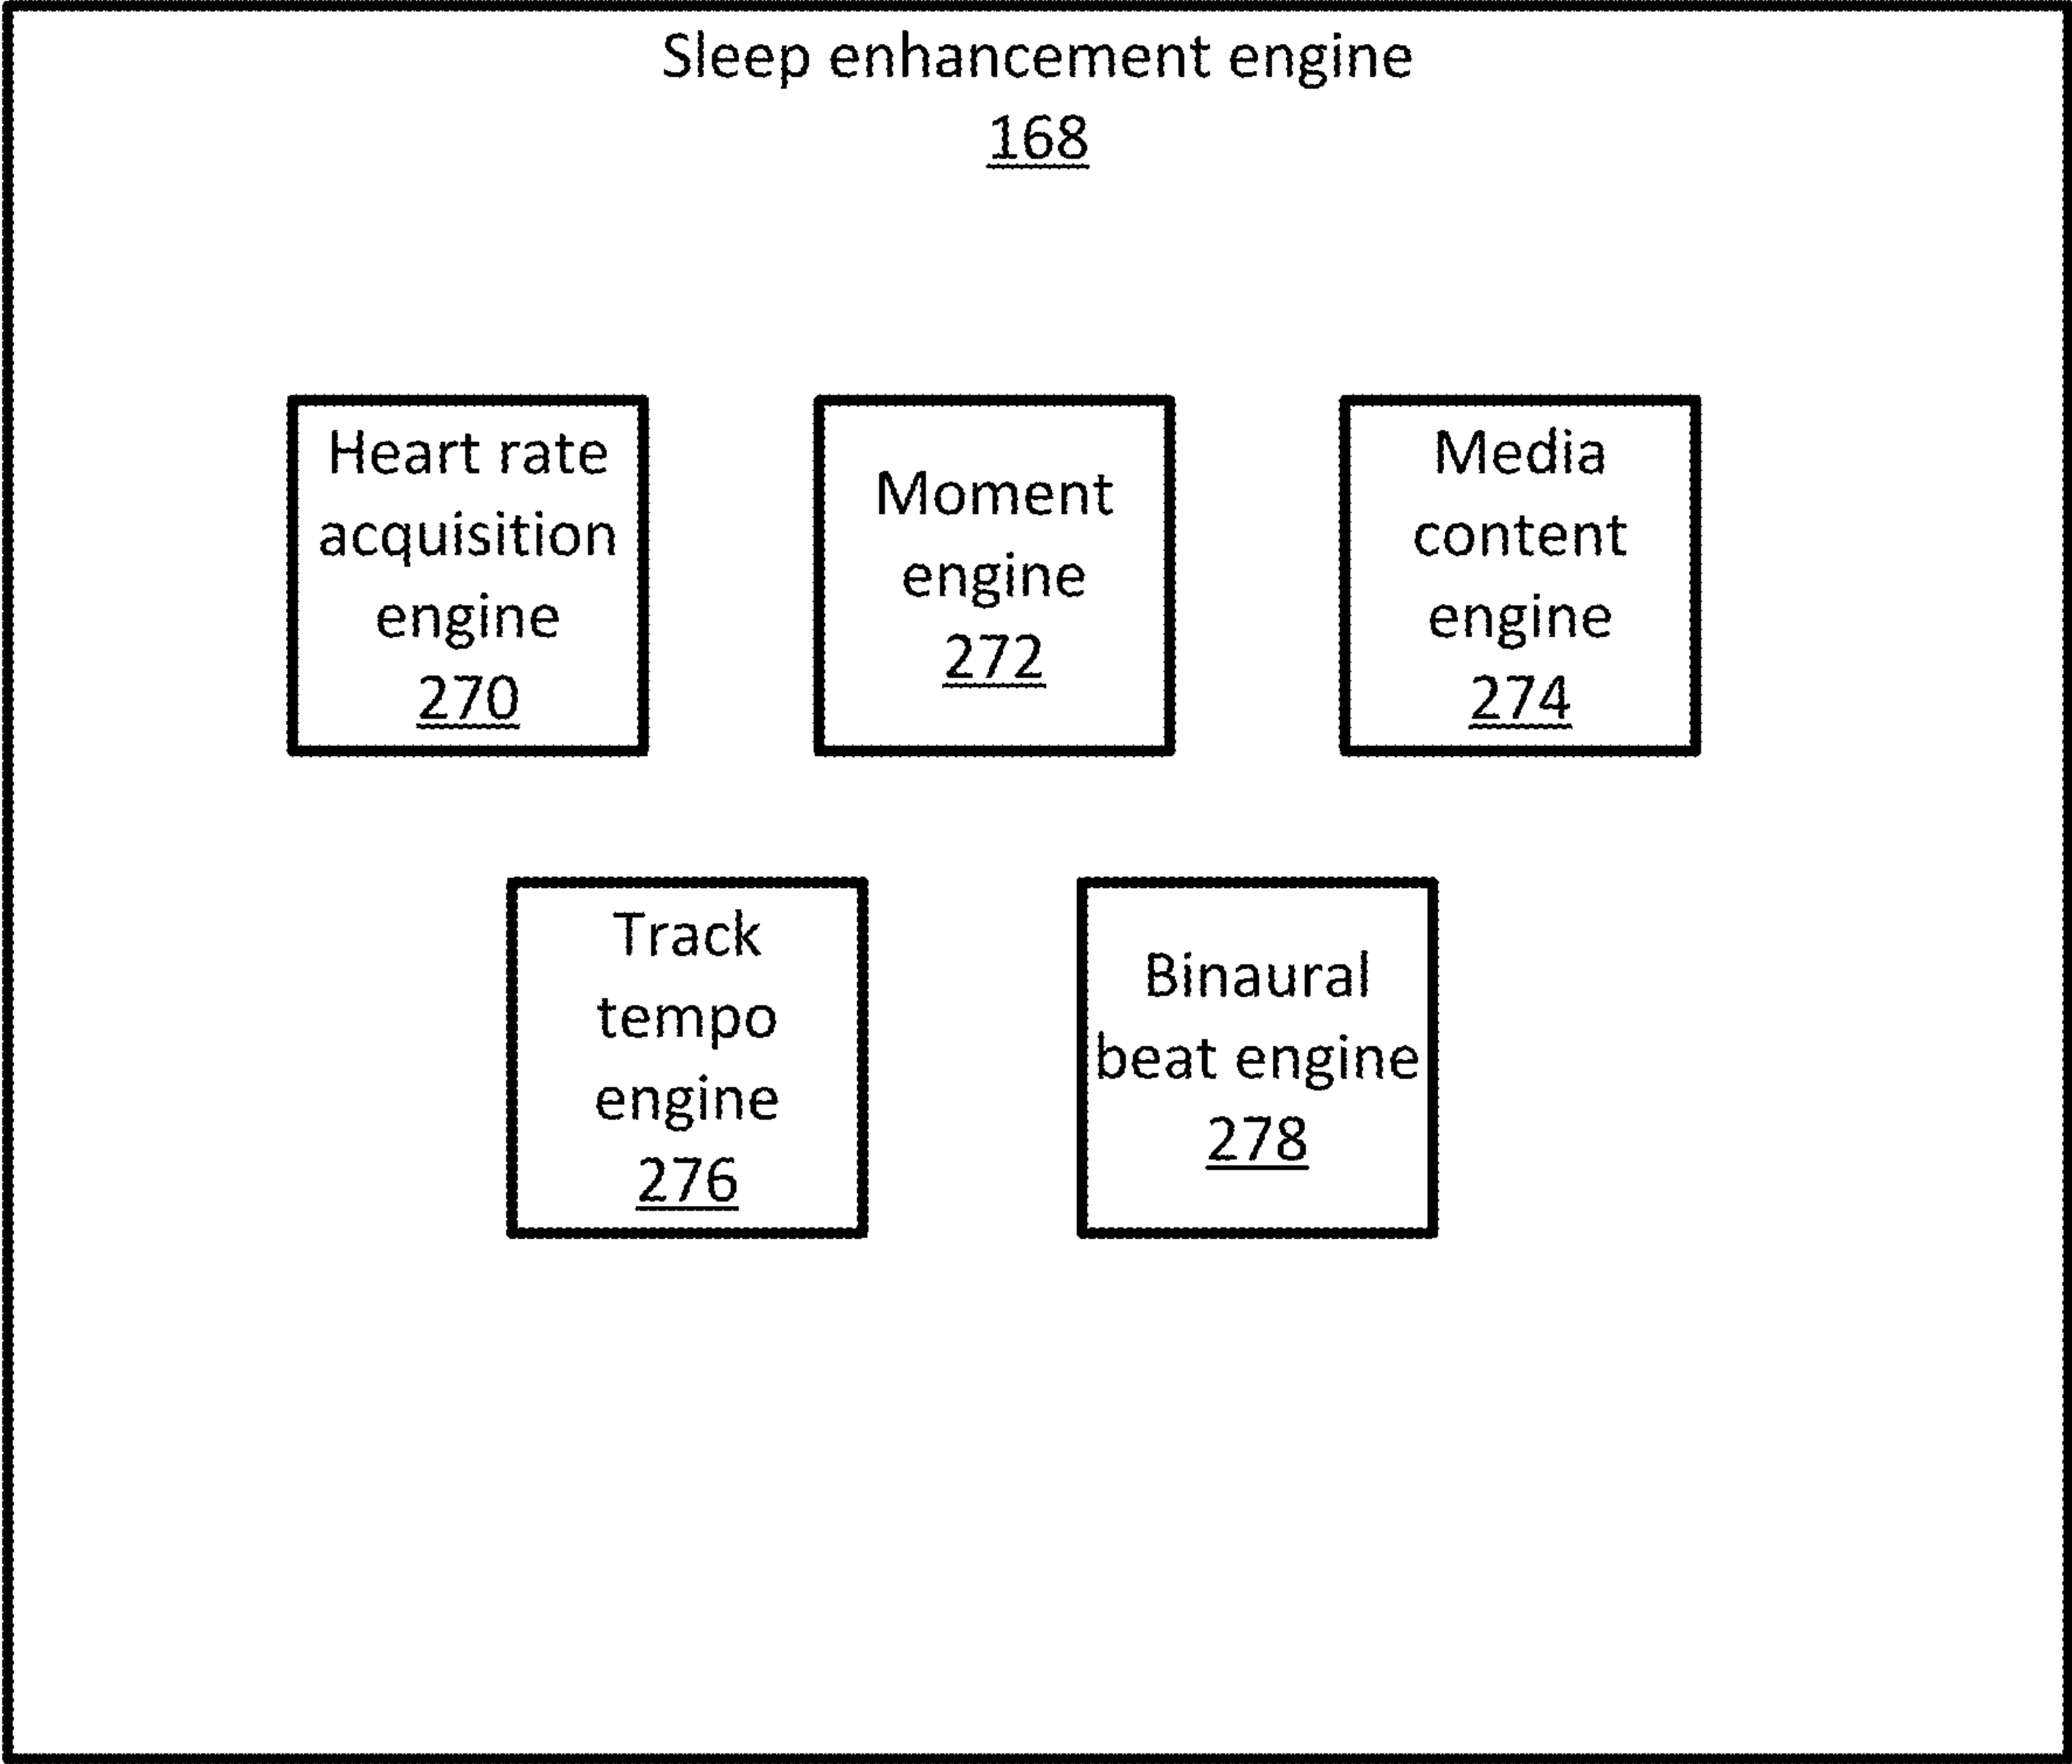 Sleep enhancement engine
168
Heart rate
acquisition
engine
270
Moment
engine
272
Media
content
engine
274
Track
tempo
engine
276
Binaural
beat engine
278